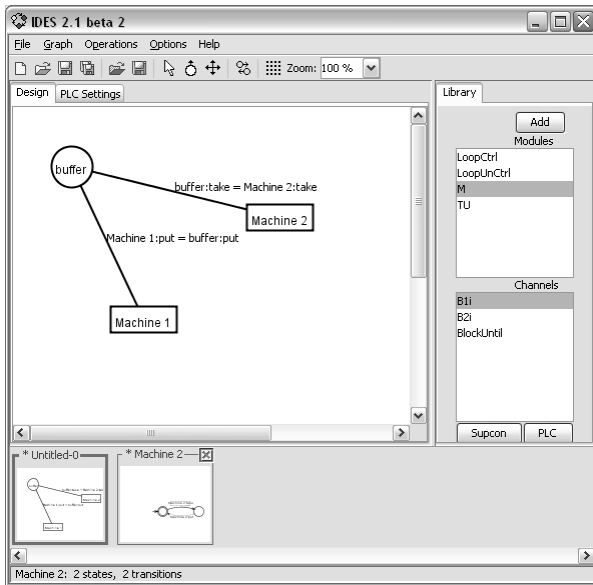 IDES 2.1 beta 2
File Graph Operations Options Help
Zoom: 100 %
Design PLC Settings
Library
Add
Modules
LoopCtrl
LoopUnCtrl
M
TU
Channels
B1i
B2i
BlockUntil
Supcon PLC
buffer
buffer:take = Machine 2:take
Machine 2
Machine 1:put = buffer:put
Machine 1
* Untitled-0
* Machine 2
Machine 2: 2 states, 2 transitions